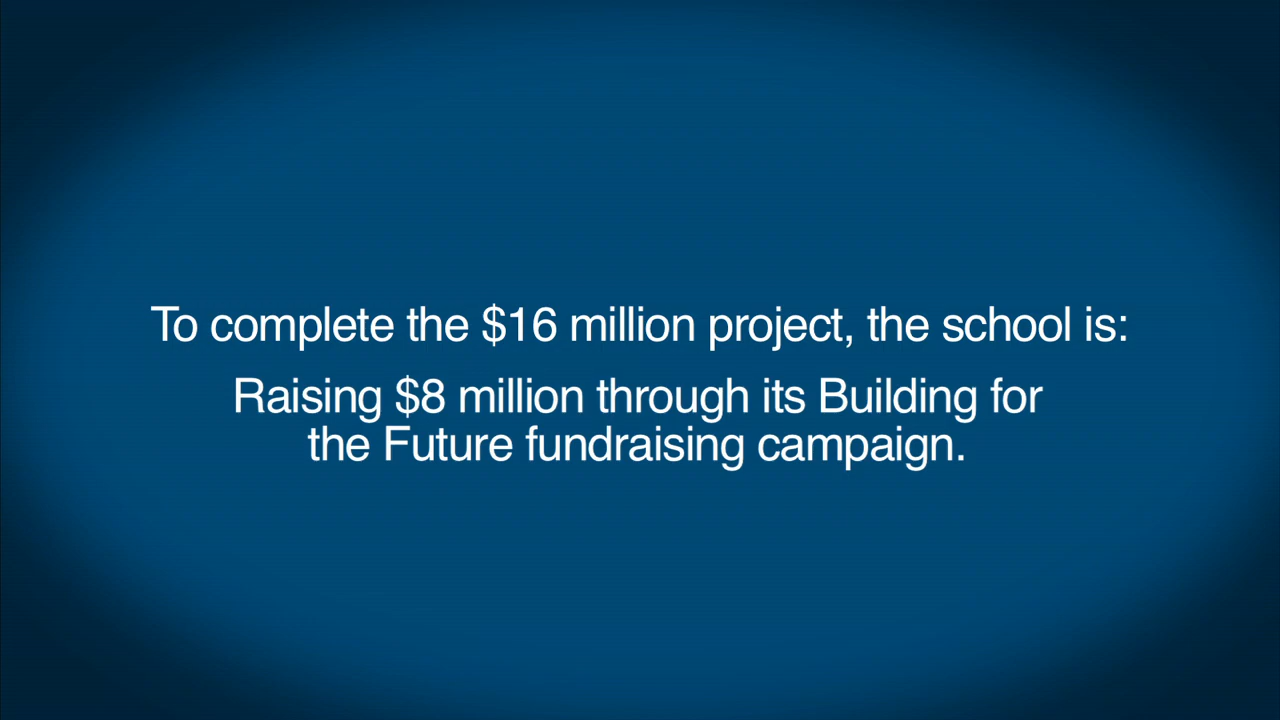 To complete the $16 million project, the school is:
Raising $8 million through its Building for
the Future fundraising campaign.